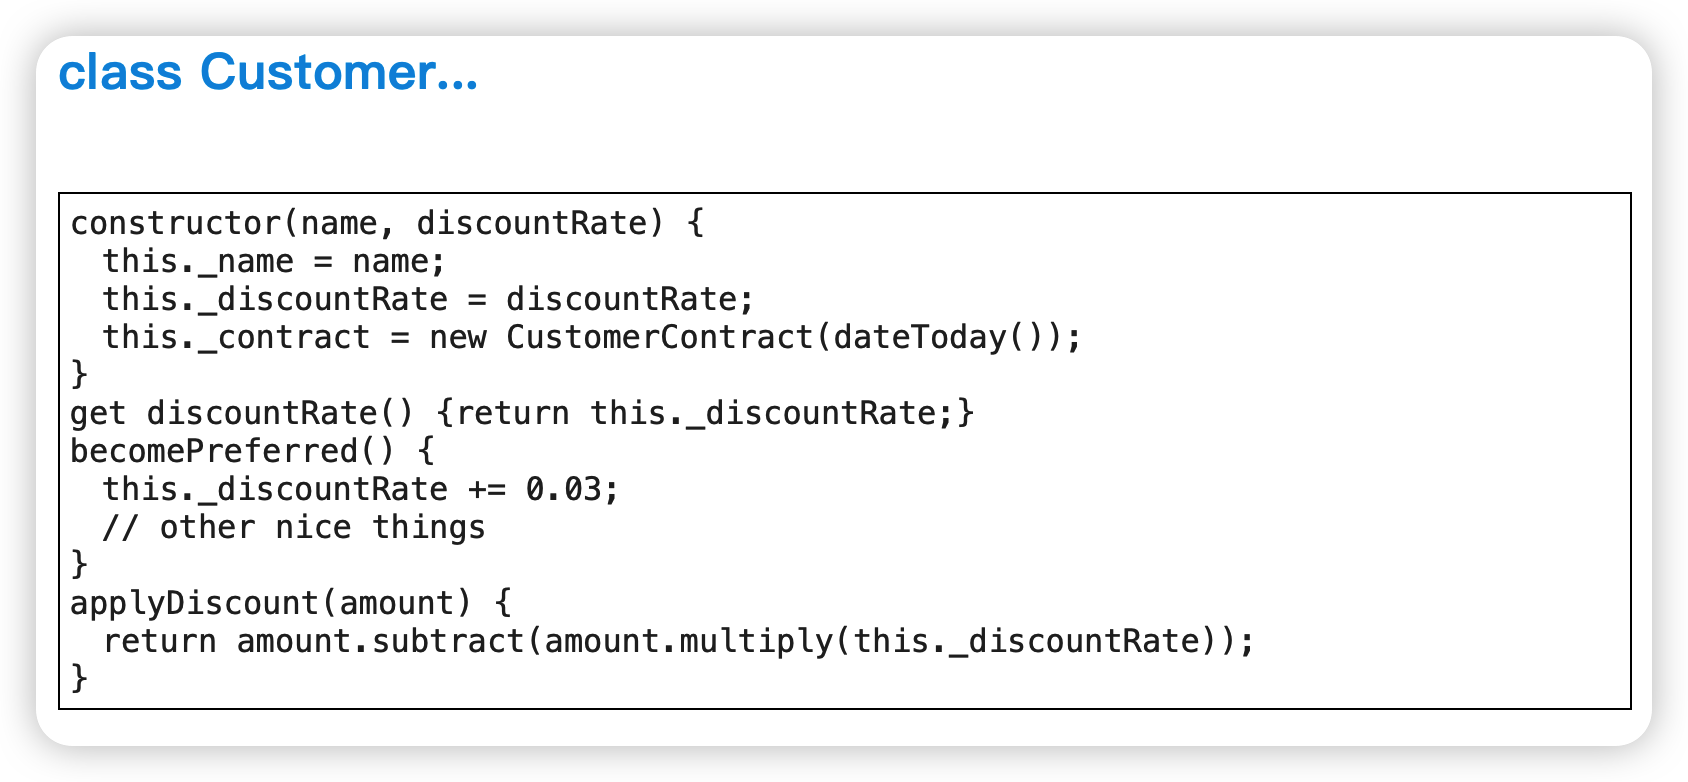 class Customer...
constructor(name, discountRate) {
  this._name = name;
  this._discountRate = discountRate;
  this._contract = new CustomerContract(dateToday());
}
get discountRate() {return this._discountRate;}
becomePreferred() {
  this._discountRate += 0.03;
  // other nice things
}
applyDiscount(amount) {
  return amount.subtract(amount.multiply(this._discountRate));
}